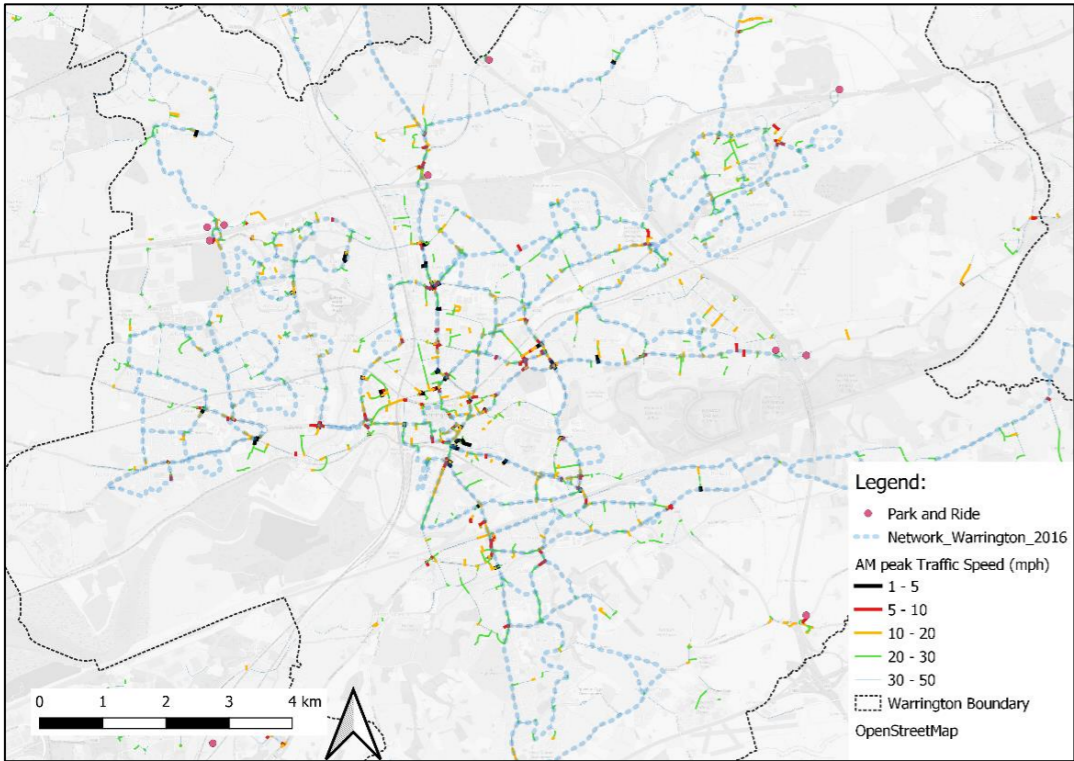 Legend:
Park and Ride
Network_Warrington_2016
AM peak Traffic Speed (mph)
1 - 5
5 - 10
10 - 20
20 - 30
30 - 50
Warrington Boundary
OpenStreetMap
0 1 2 3 4 km